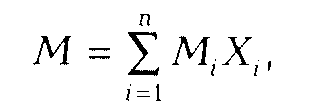 M = \sum_{i=1}^{n} M_i X_i,